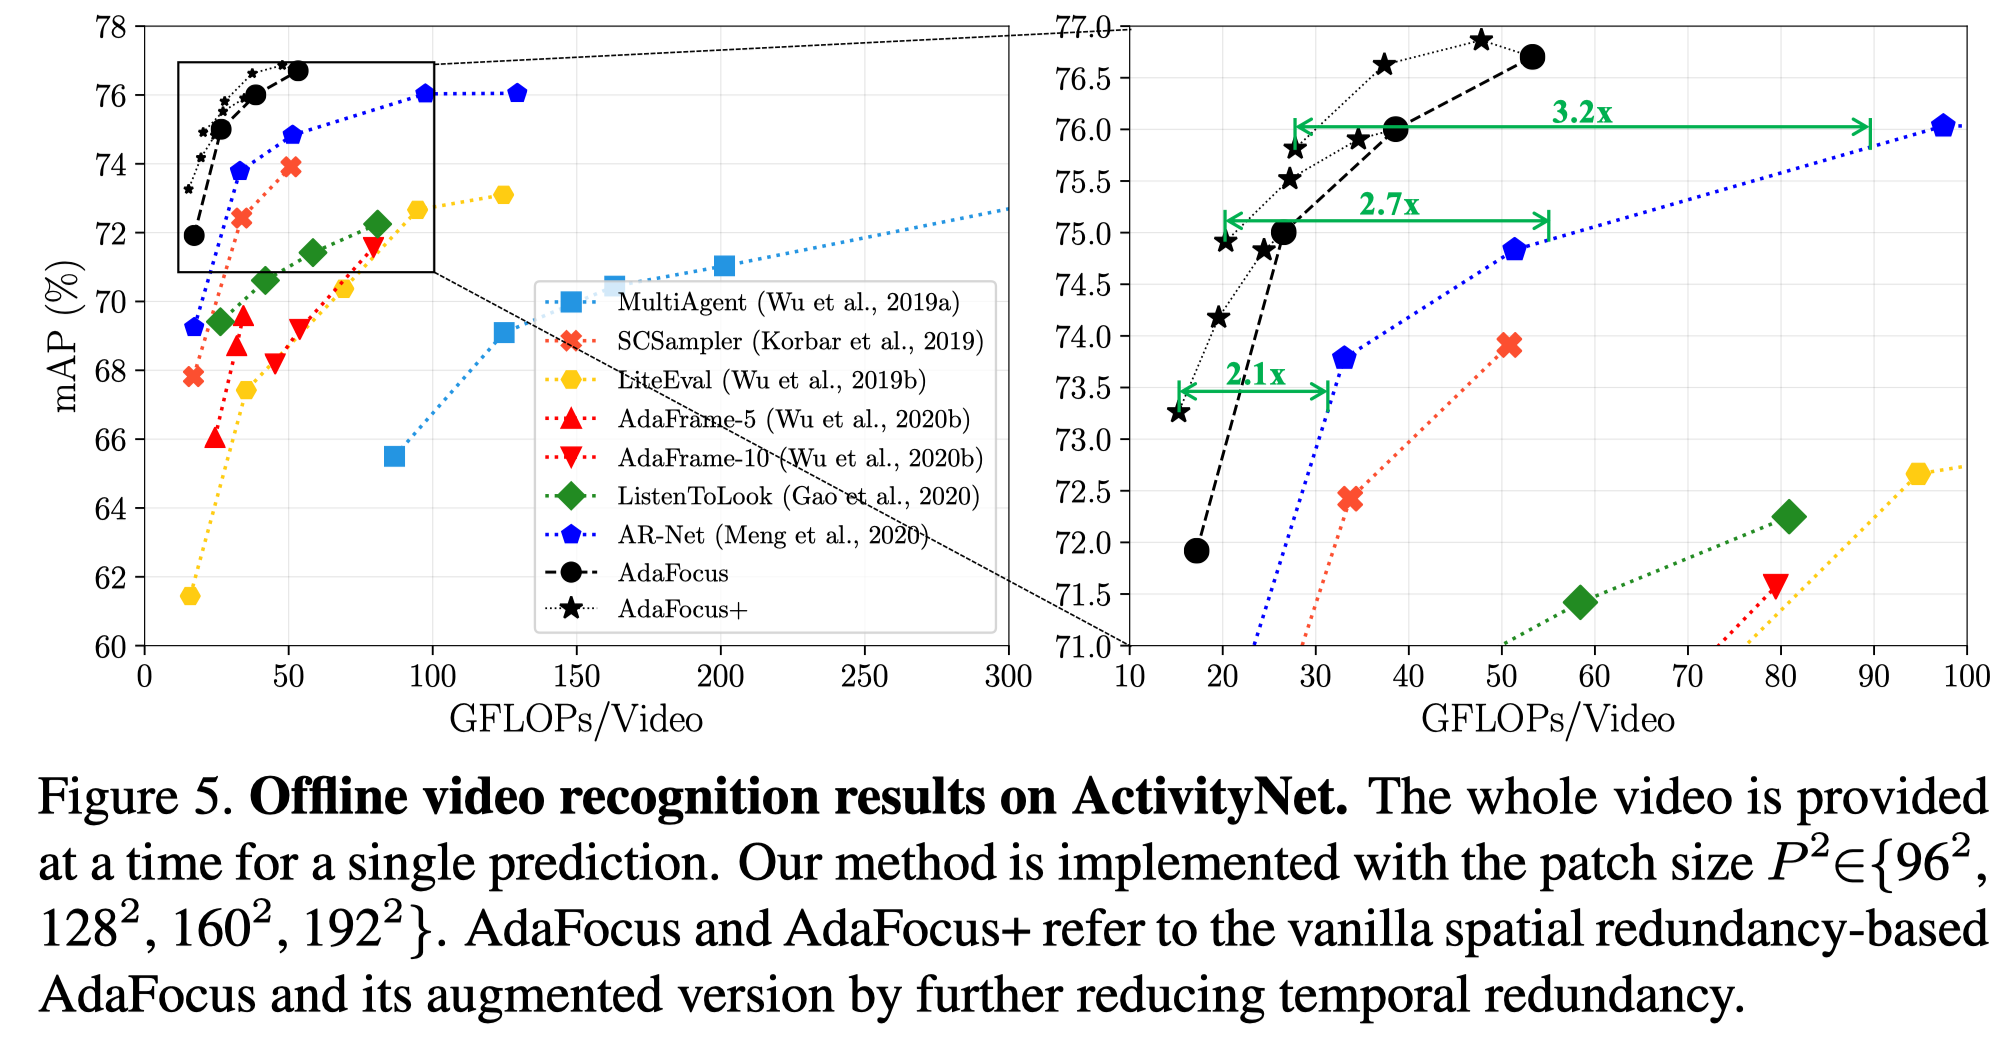 78
76
74
72
70
68
66
64
62
60
mAP (%)
0 50 100 150 200 250 300
GFLOPs/Video
MultiAgent (Wu et al., 2019a)
SCSampler (Korbar et al., 2019)
LiteEval (Wu et al., 2019b)
AdaFrame-5 (Wu et al., 2020b)
AdaFrame-10 (Wu et al., 2020b)
ListenToLook (Gao et al., 2020)
AR-Net (Meng et al., 2020)
AdaFocus
AdaFocus+
77.0
76.5
76.0
75.5
75.0
74.5
74.0
73.5
73.0
72.5
72.0
71.5
71.0
3.2x
2.7x
2.1x
10 20 30 40 50 60 70 80 90 100
GFLOPs/Video
Figure 5. Offline video recognition results on ActivityNet. The whole video is provided
at a time for a single prediction. Our method is implemented with the patch size P²∈{96²,
128², 160², 192²}. AdaFocus and AdaFocus+ refer to the vanilla spatial redundancy-based
AdaFocus and its augmented version by further reducing temporal redundancy.